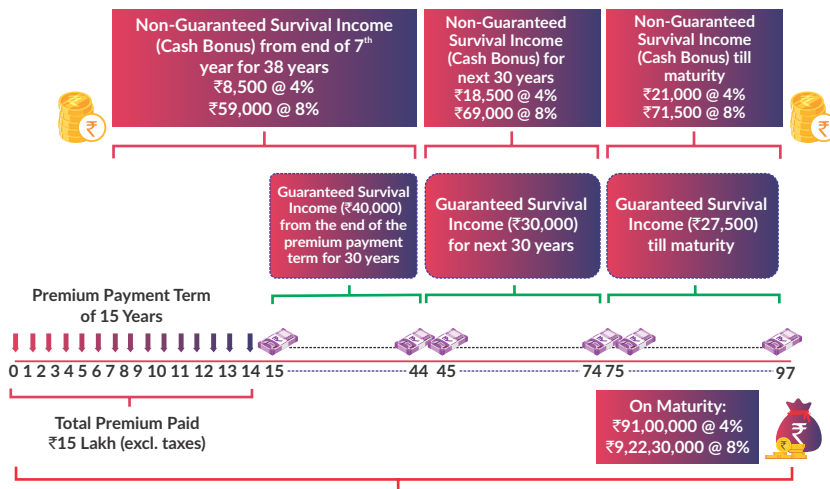 Non-Guaranteed Survival Income
(Cash Bonus) from end of 7th
year for 38 years
₹8,500 @ 4%
₹59,000 @ 8%
Non-Guaranteed
Survival Income
(Cash Bonus) for
next 30 years
₹18,500 @ 4%
₹69,000 @ 8%
Non-Guaranteed
Survival Income
(Cash Bonus) till
maturity
₹21,000 @ 4%
₹71,500 @ 8%
₹
₹
Guaranteed Survival
Income (₹40,000)
from the end of the
premium payment
term for 30 years
Guaranteed Survival
Income (₹30,000)
for next 30 years
Guaranteed Survival
Income (₹27,500)
till maturity
Premium Payment Term
of 15 Years
0 1 2 3 4 5 6 7 8 9 10 11 12 13 14 15 44 45 74 75 97
Total Premium Paid
₹15 Lakh (excl. taxes)
On Maturity:
₹91,00,000 @ 4%
₹9,22,30,000 @ 8%
₹